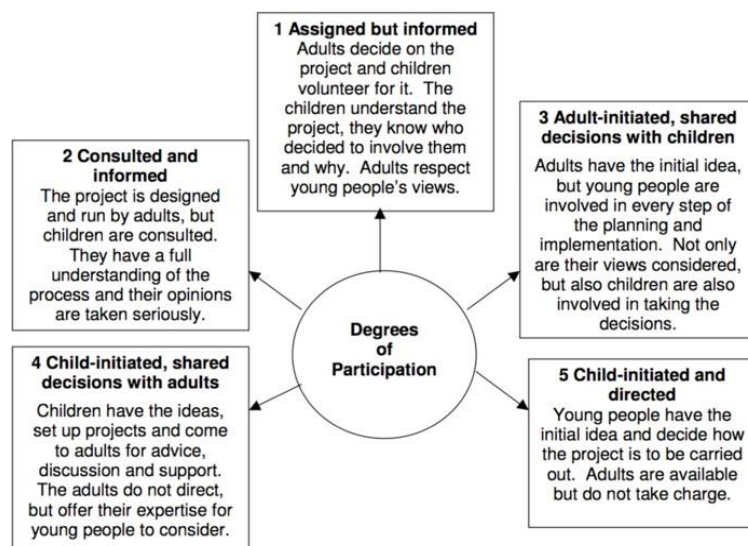 1 Assigned but informed
Adults decide on the
project and children
volunteer for it. The
children understand the
project, they know who
decided to involve them
and why. Adults respect
young people's views.
2 Consulted and
informed
The project is designed
and run by adults, but
children are consulted.
They have a full
understanding of the
process and their opinions
are taken seriously.
3 Adult-initiated, shared
decisions with children
Adults have the initial idea,
but young people are
involved in every step of
the planning and
implementation. Not only
are their views considered,
but also children are also
involved in taking the
decisions.
Degrees
of
Participation
4 Child-initiated, shared
decisions with adults
Children have the ideas,
set up projects and come
to adults for advice,
discussion and support.
The adults do not direct,
but offer their expertise for
young people to consider.
5 Child-initiated and
directed
Young people have the
initial idea and decide how
the project is to be carried
out. Adults are available
but do not take charge.